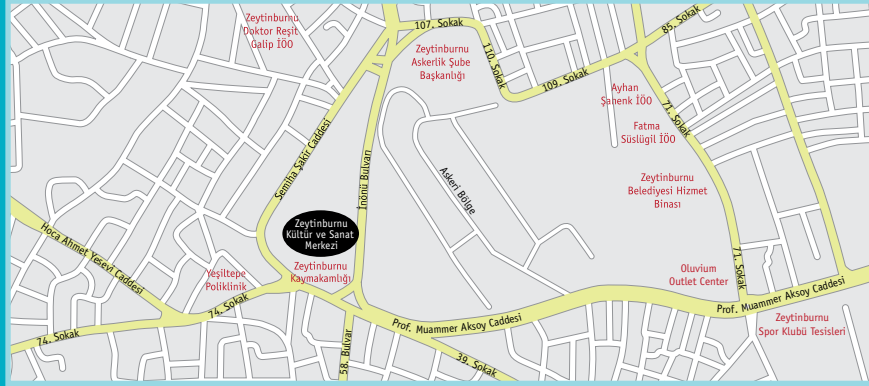 Zeytinburnu
Doktor Reşit
Galip İÖO
107. Sokak
85. Sokak
Zeytinburnu
Askerlik Şube
Başkanlığı
110. Sokak
109. Sokak
Ayhan
Şanenk İÖO
71. Sokak
Fatma
Süslügil İÖO
Semiha Şakir Caddesi
İnönü Bulvarı
Askeri Bölge
Zeytinburnu
Belediyesi Hizmet
Binası
Zeytinburnu
Kültür ve Sanat
Merkezi
Hoca Ahmet Yesevi Caddesi
Yeşiltepe
Poliklinik
Zeytinburnu
Kaymakamlığı
71. Sokak
Oluvium
Outlet Center
74. Sokak
Prof. Muammer Aksoy Caddesi
Prof. Muammer Aksoy Caddesi
Zeytinburnu
Spor Klubü Tesisleri
74. Sokak
58. Bulvar
39. Sokak